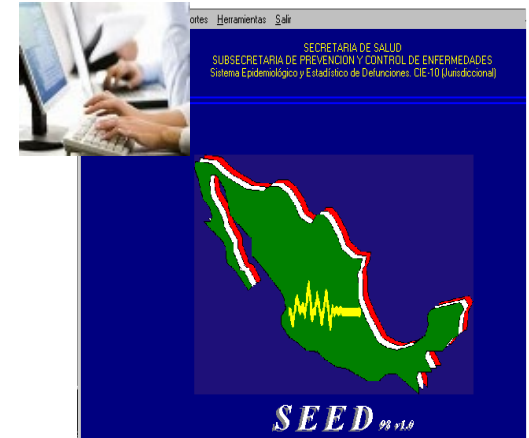 ortes Herramientas Salir
SECRETARIA DE SALUD
SUBSECRETARIA DE PREVENCION Y CONTROL DE ENFERMEDADES
Sistema Epidemiológico y Estadístico de Defunciones. CIE-10 (Jurisdiccional)
SEED 98 v1.0